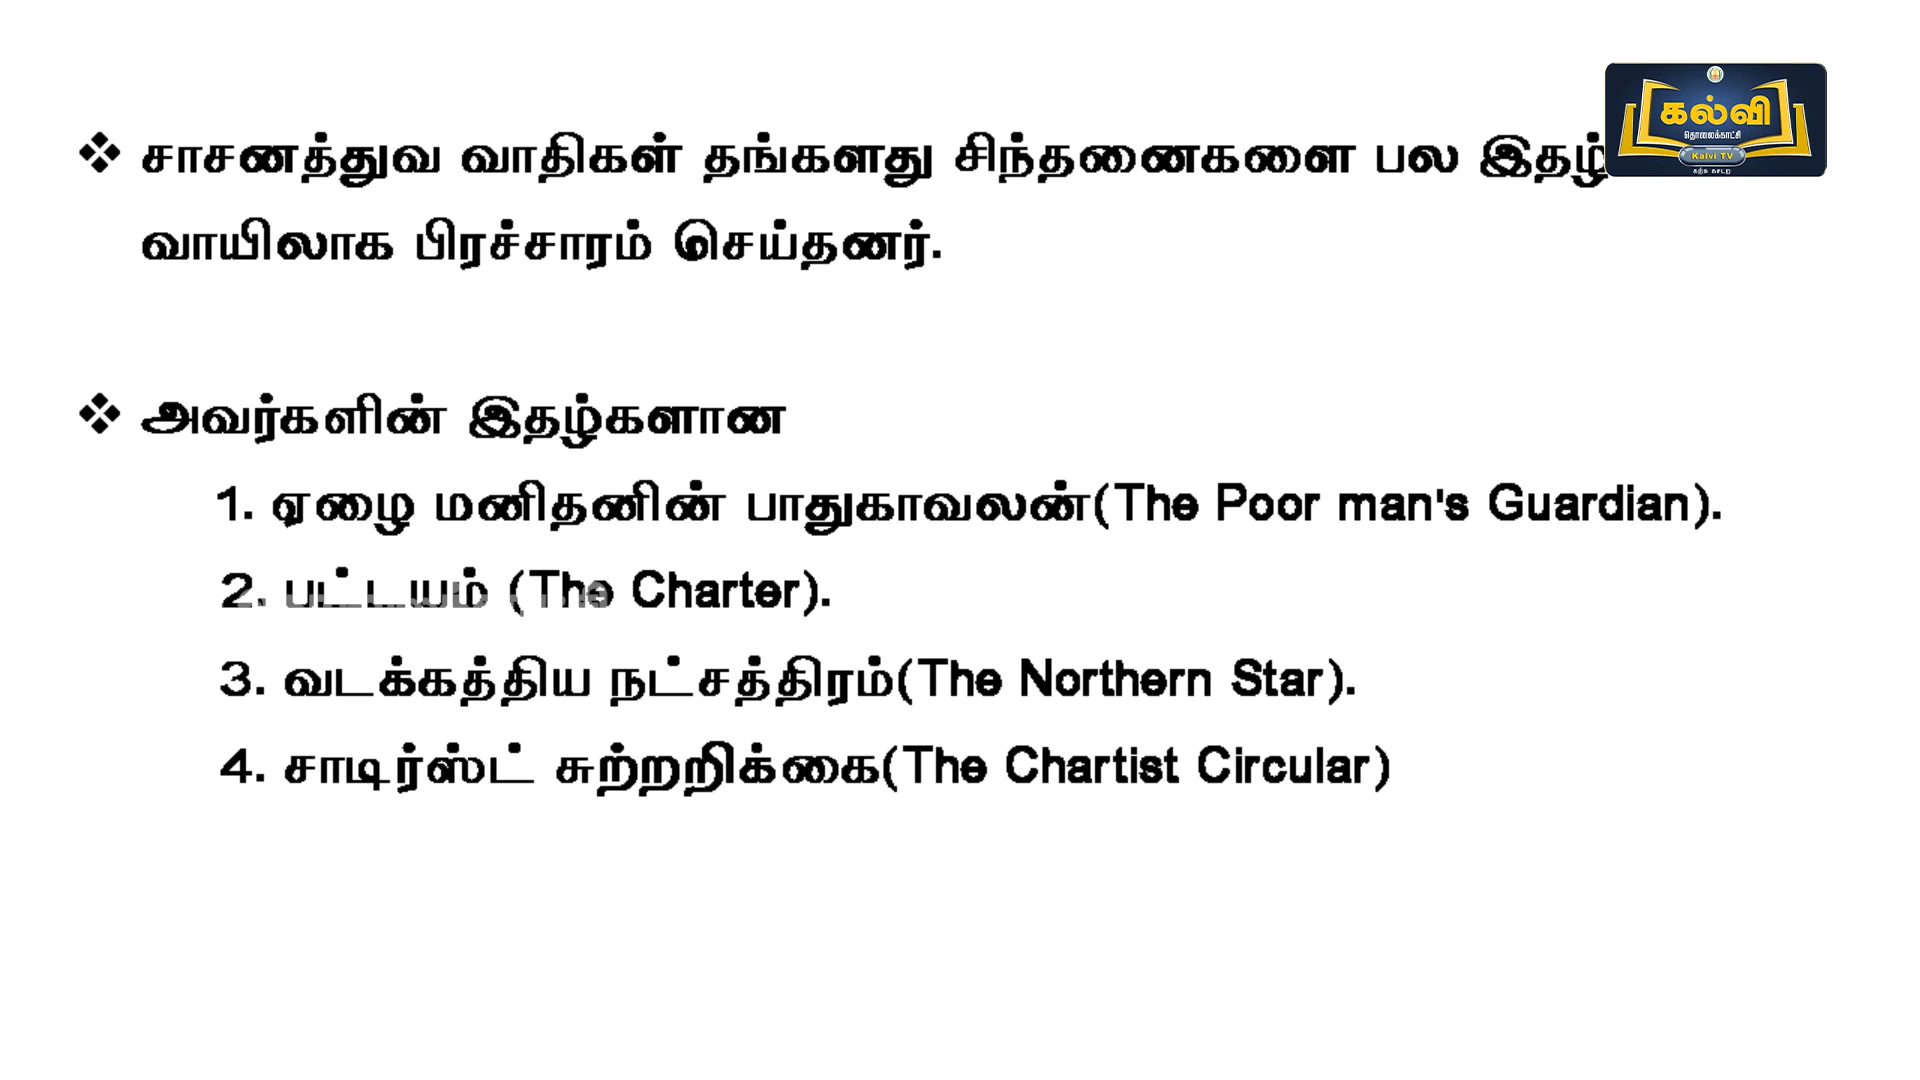 ❖ சாசனத்துவ வாதிகள் தங்களது சிந்தனைகளை பல இதழ்
வாயிலாக பிரச்சாரம் செய்தனர்.
❖ அவர்களின் இதழ்களான
1. ஏழை மனிதனின் பாதுகாவலன்(The Poor man's Guardian).
2. பட்டயம் (The Charter).
3. வடக்கத்திய நட்சத்திரம்(The Northern Star).
4. சாடிர்ஸ்ட் சுற்றறிக்கை(The Chartist Circular)
கல்வி
தொலைக்காட்சி
Kalvi TV
கற்க கசடற